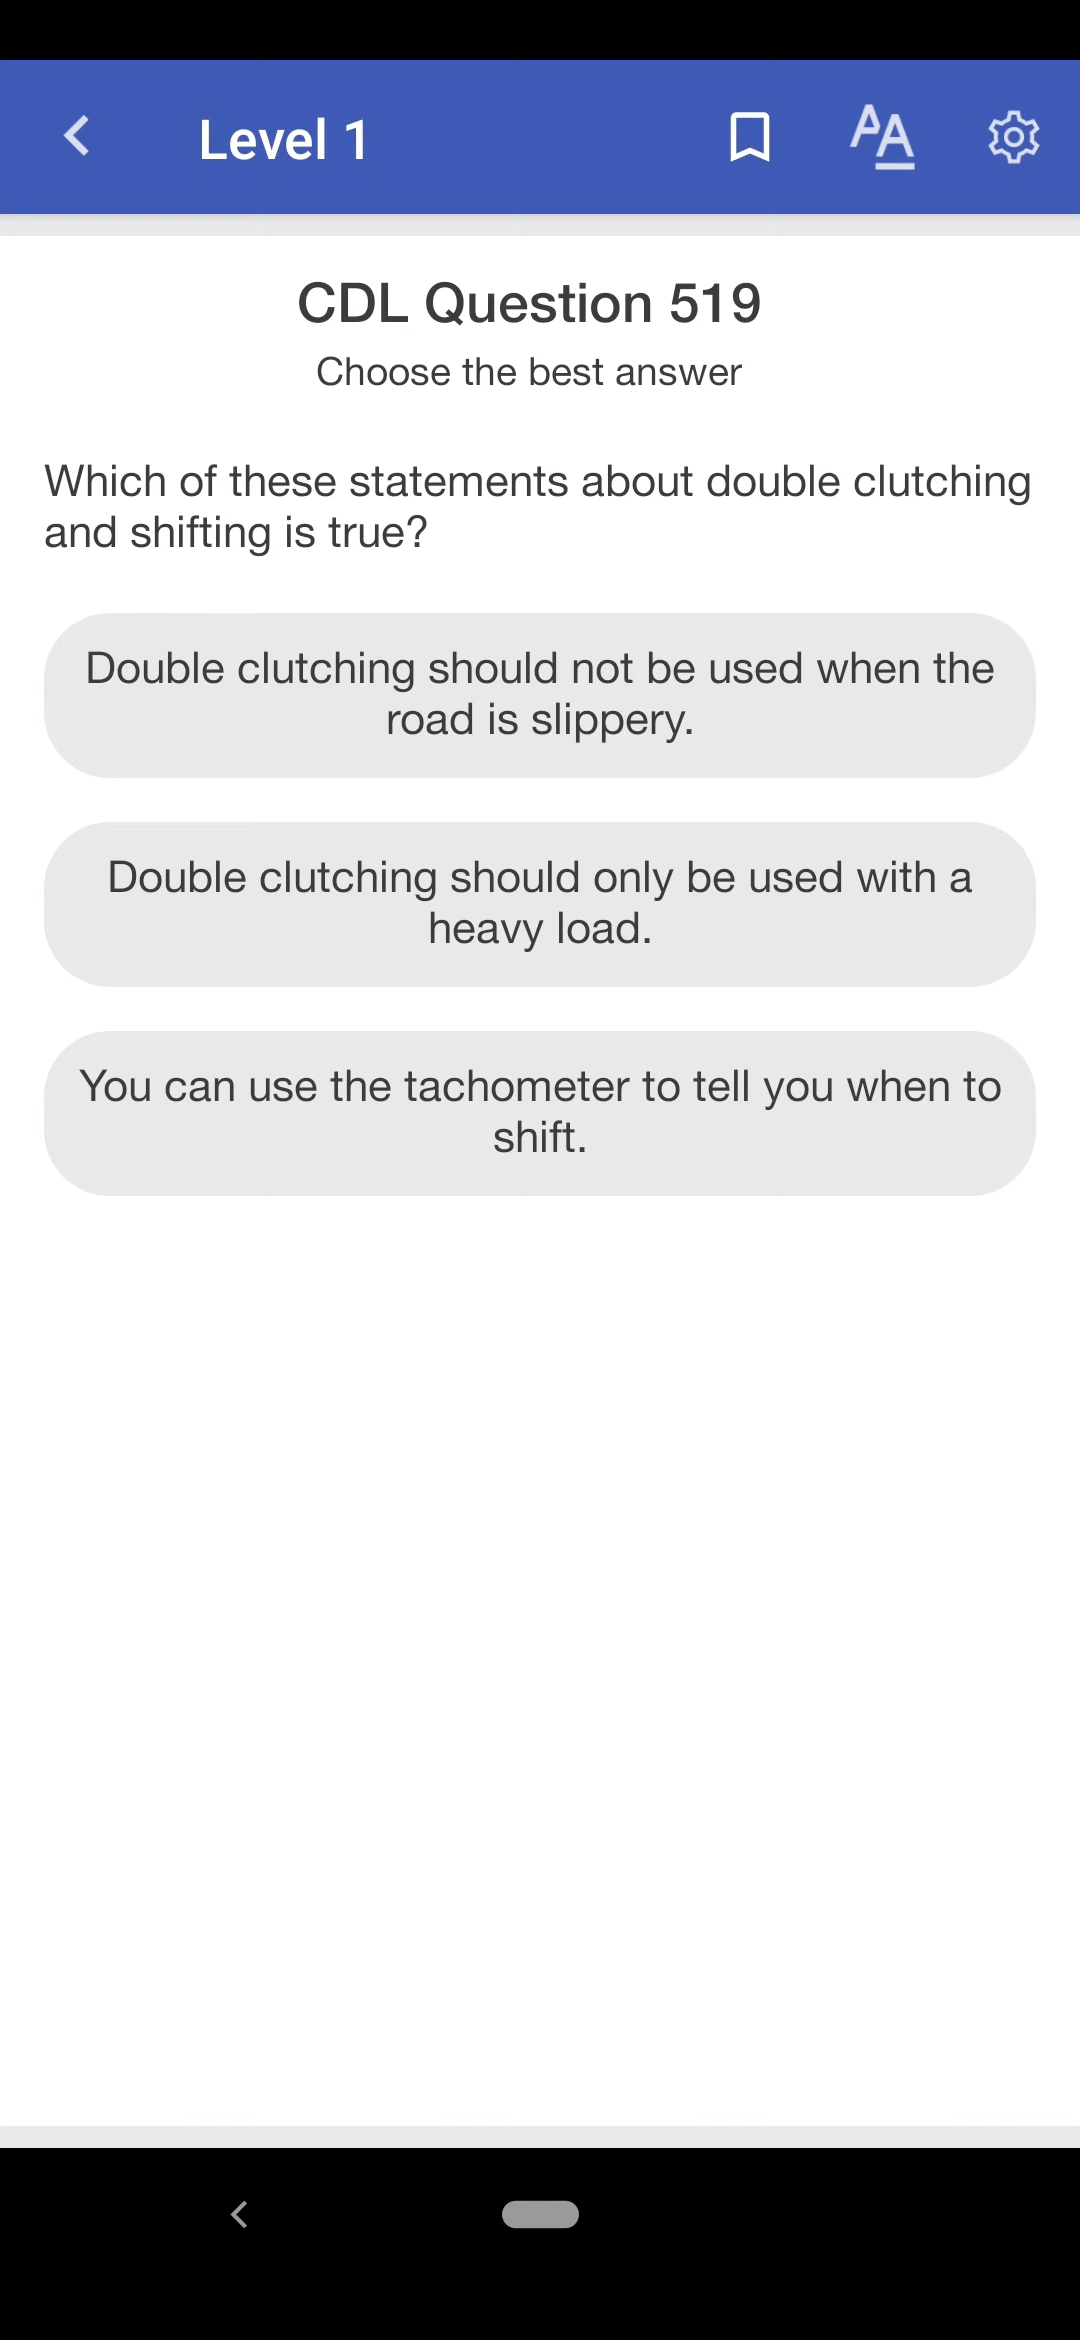 Level 1
AA
CDL Question 519
Choose the best answer
Which of these statements about double clutching
and shifting is true?
Double clutching should not be used when the
road is slippery.
Double clutching should only be used with a
heavy load.
You can use the tachometer to tell you when to
shift.